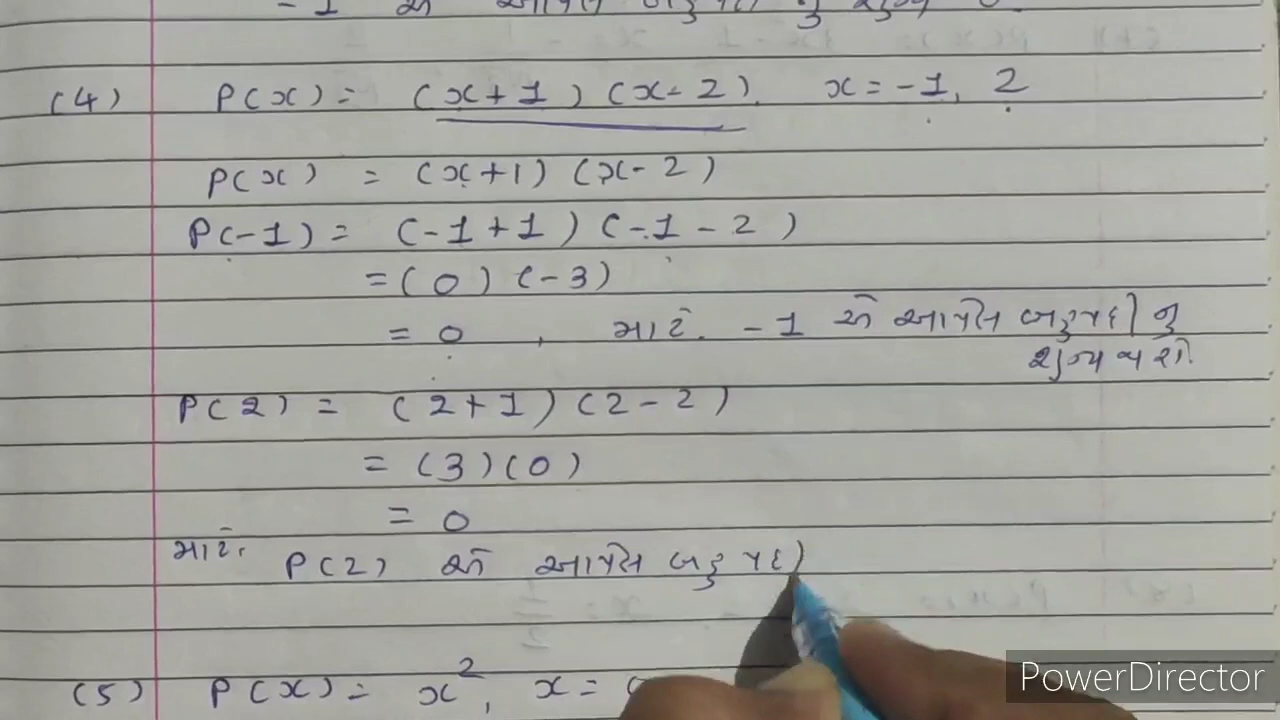 (4) P(x) = (x+1)(x-2), x = -1, 2
P(x) = (x+1)(x-2)
P(-1) = (-1+1)(-1-2)
= (0)(-3)
= 0, માટે. -1 એ આપેલ બહુપદીનુ
શુન્ય થશે.
P(2) = (2+1)(2-2)
= (3)(0)
= 0
માટે. P(2) એ આપેલ બહુપદી
(5) P(x) = x², x =
PowerDirector